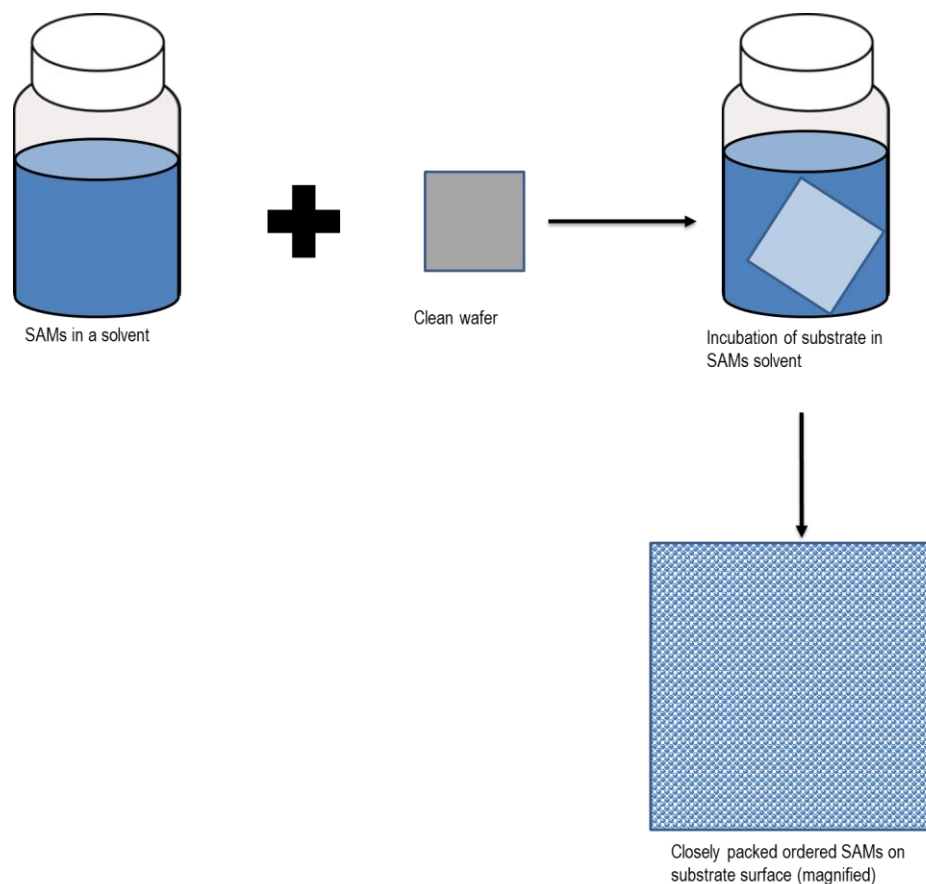 SAMs in a solvent
Clean wafer
Incubation of substrate in
SAMs solvent
Closely packed ordered SAMs on
substrate surface (magnified)